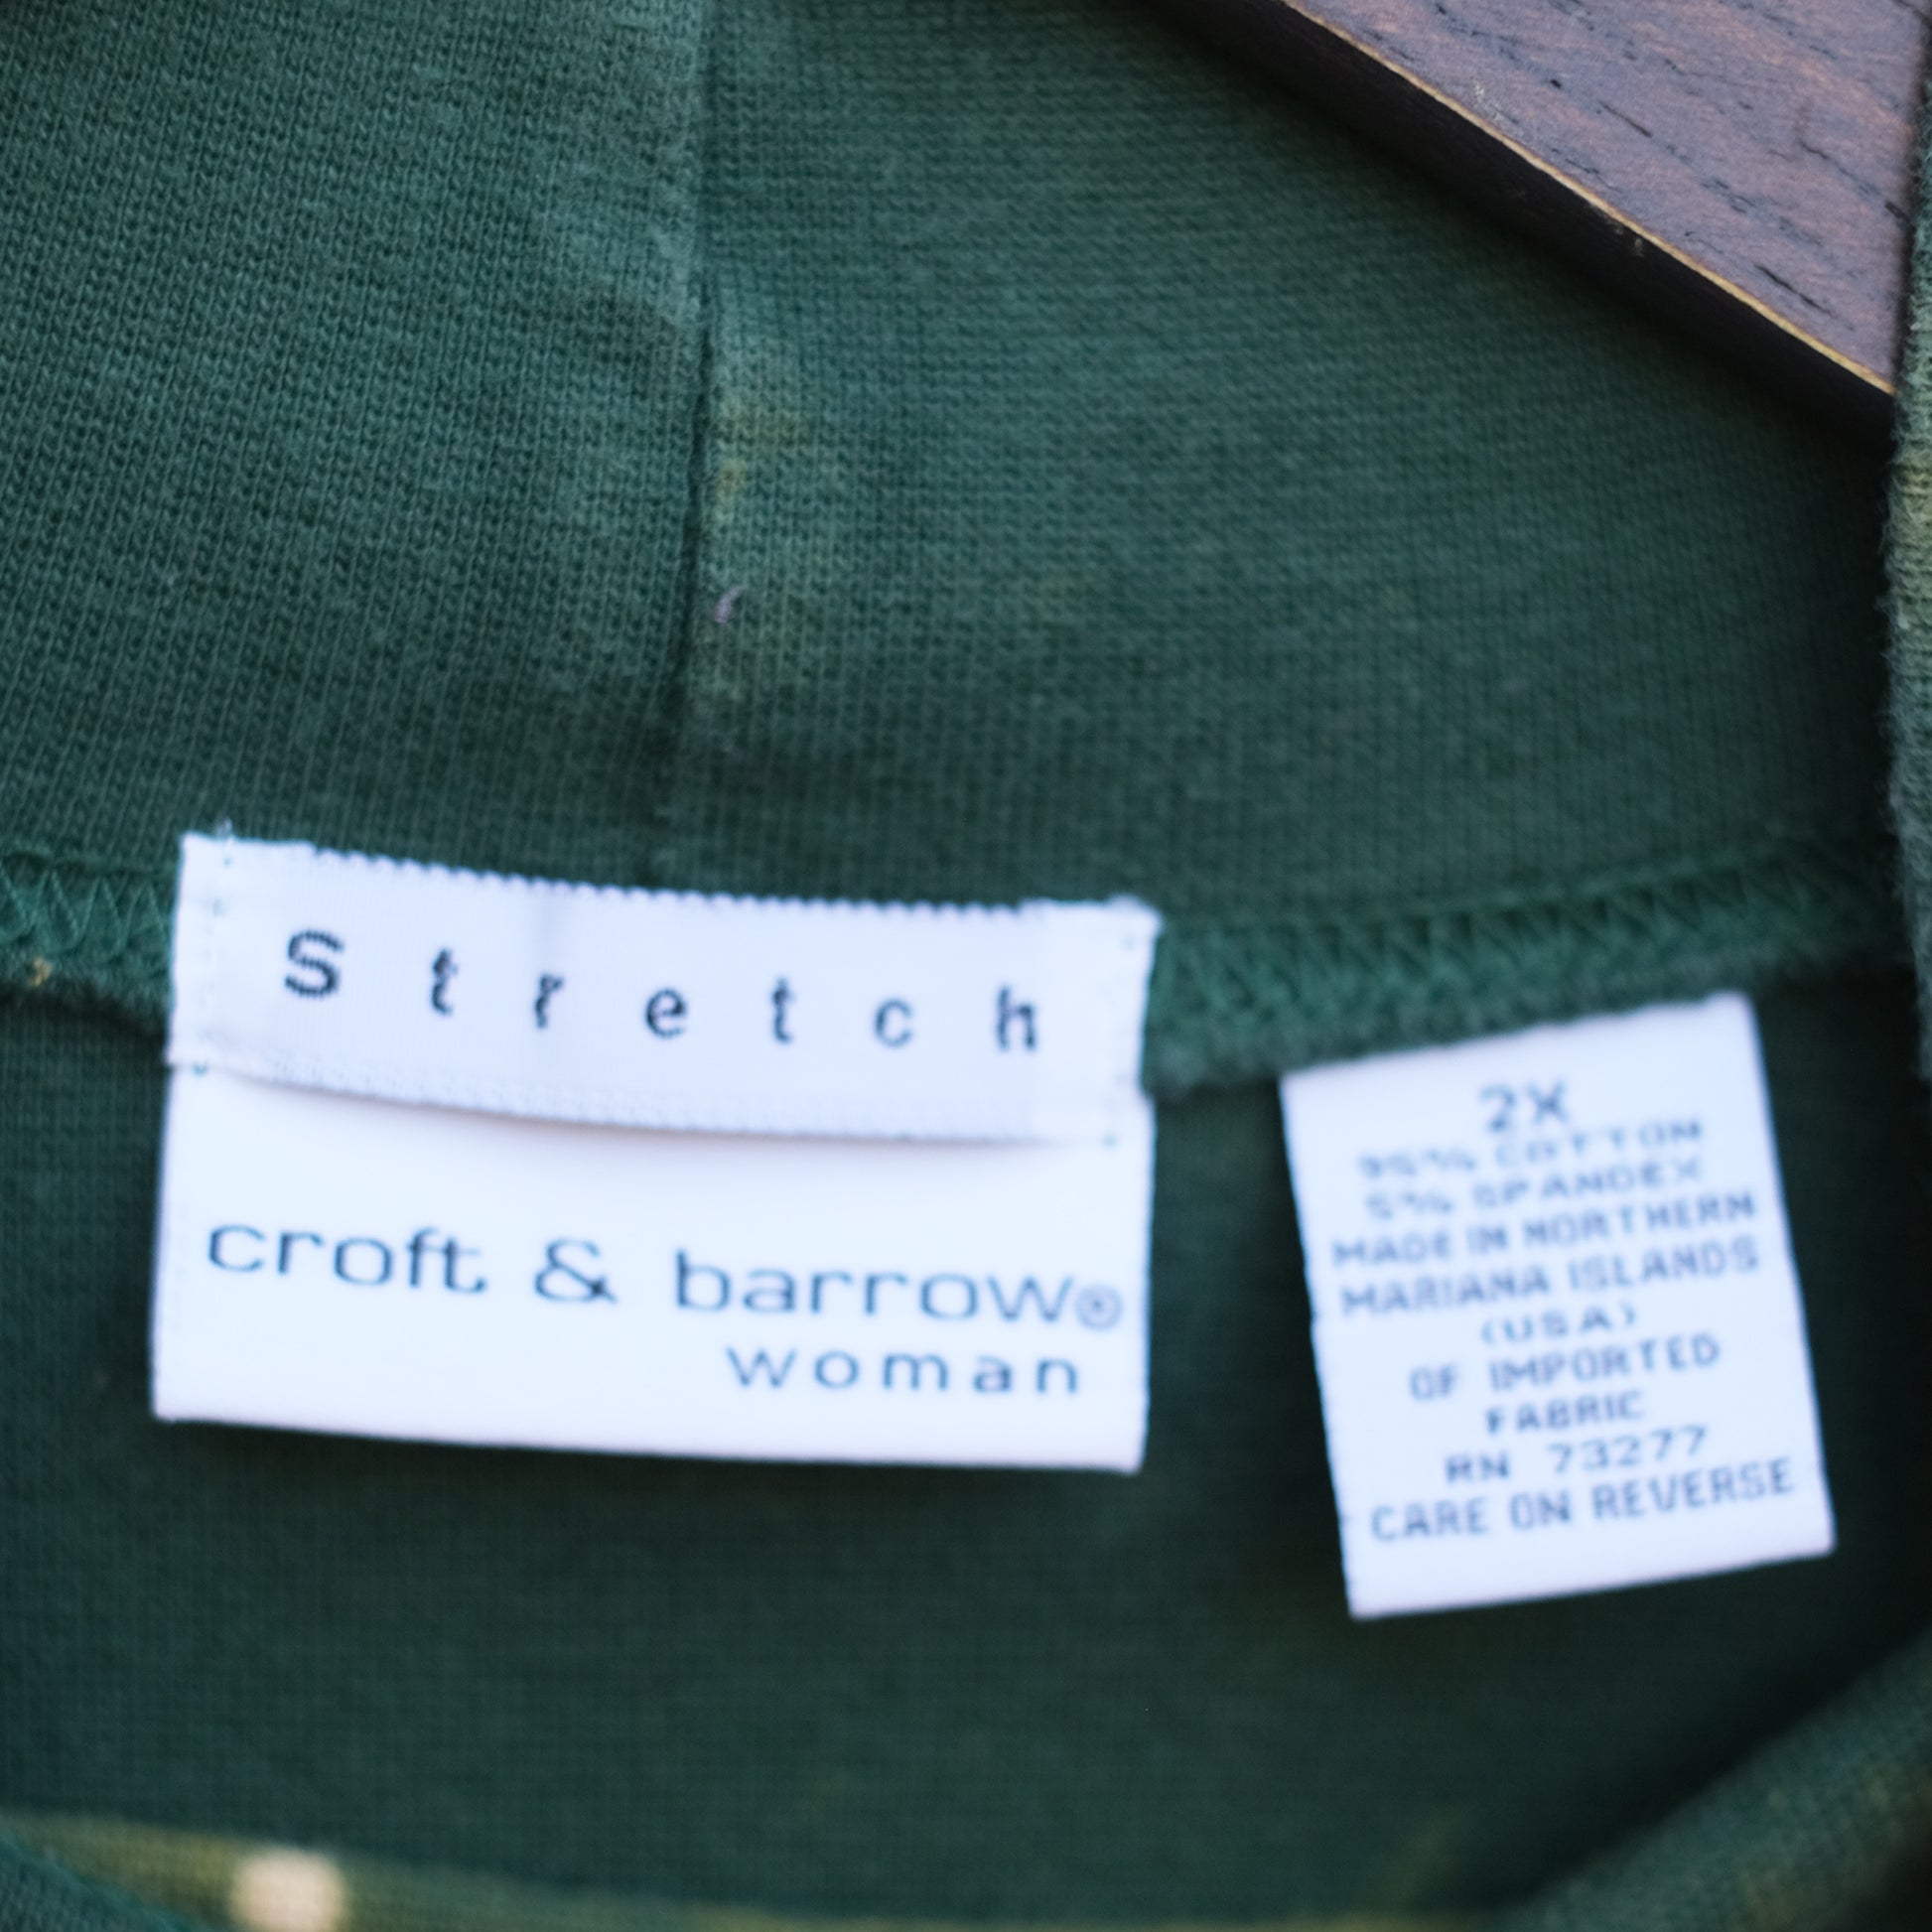 stretch
croft & barrow®
woman
2X
95% COTTON
5% SPANDEX
MADE IN NORTHERN
MARIANA ISLANDS
(USA)
OF IMPORTED
FABRIC
RN 73277
CARE ON REVERSE